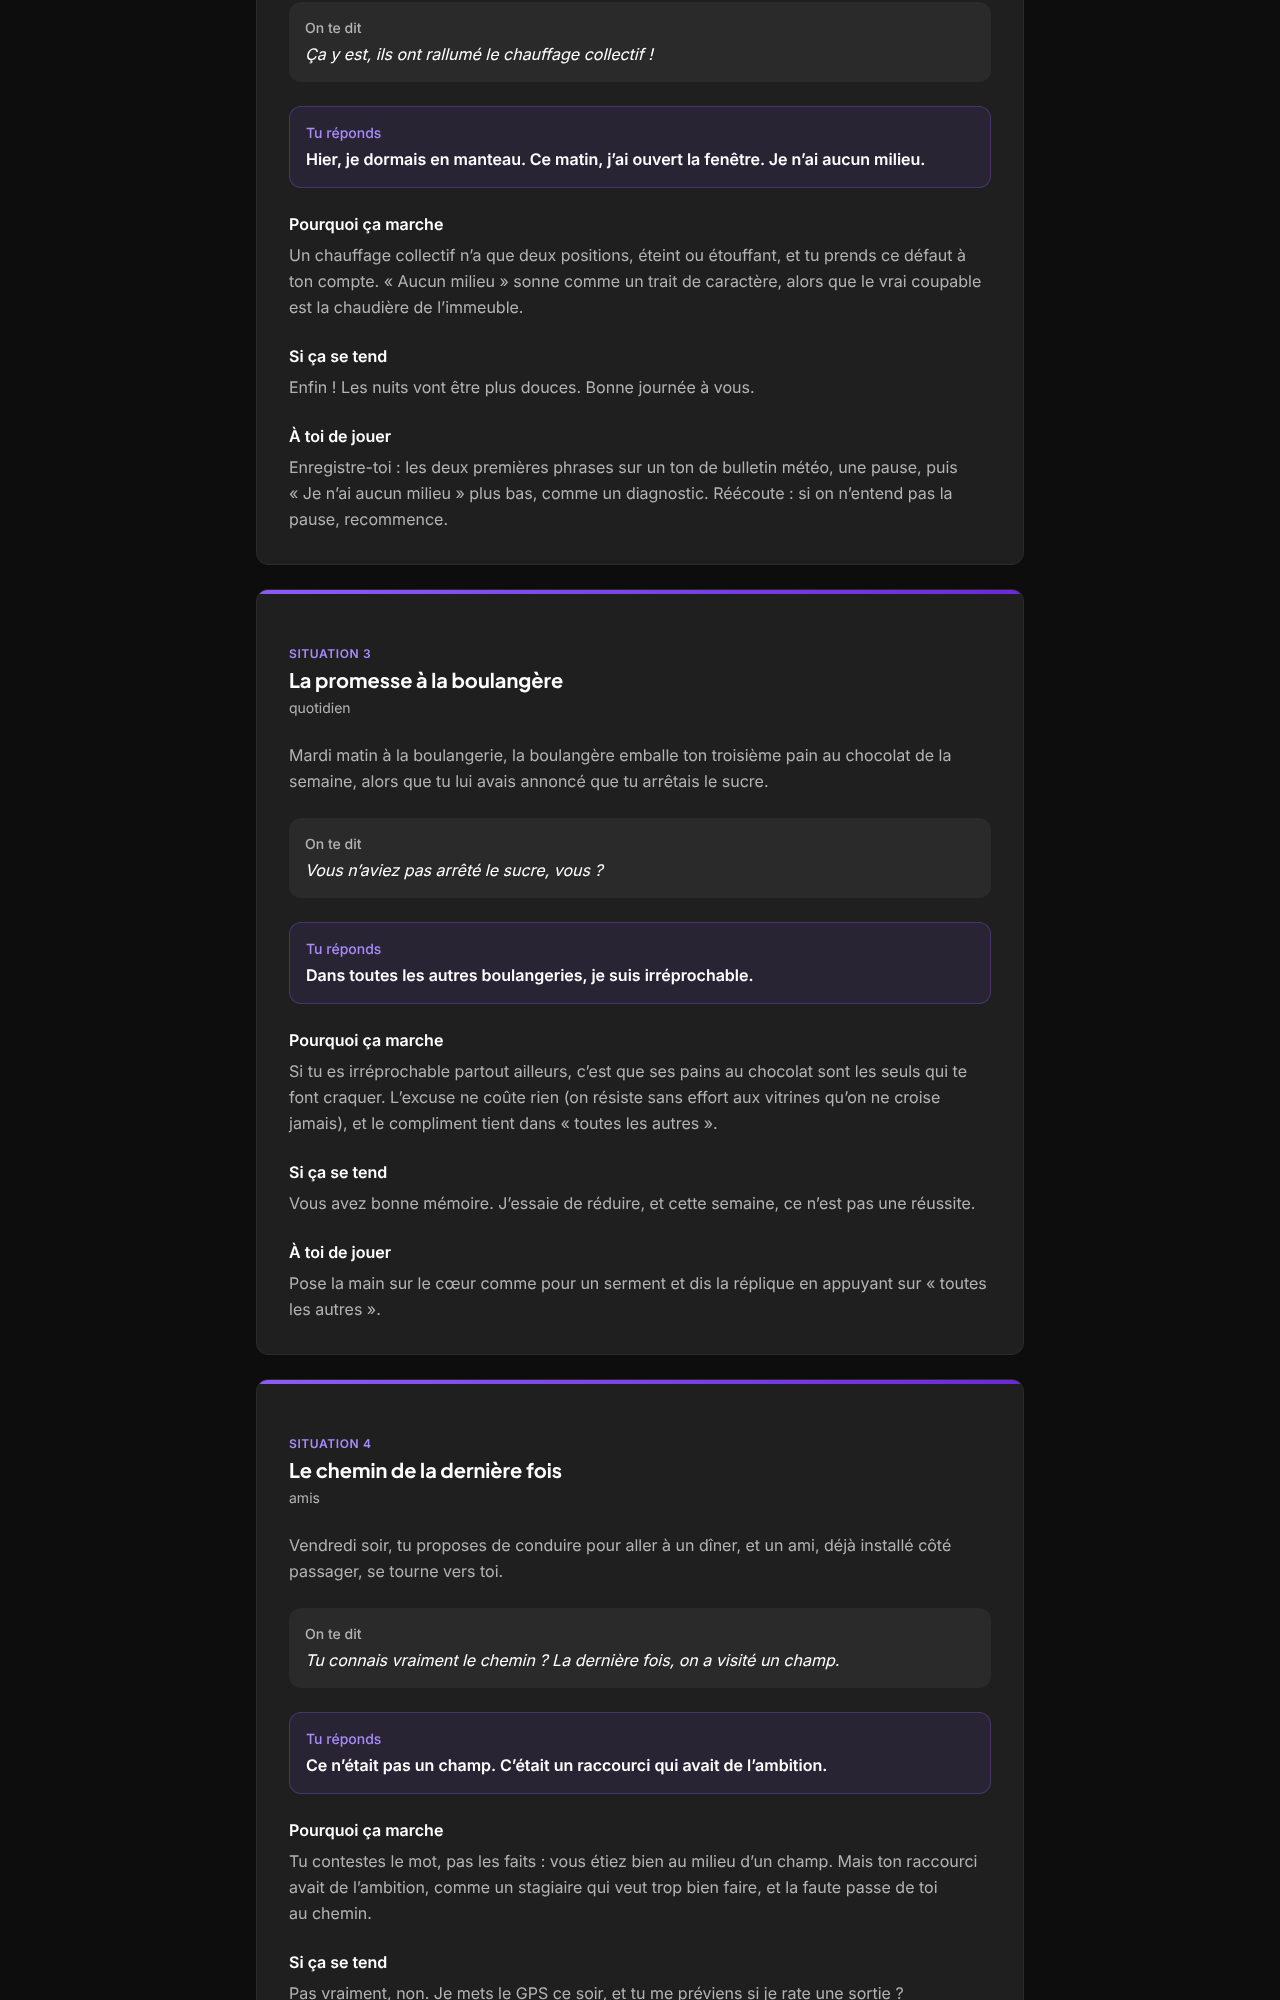 On te dit
Ça y est, ils ont rallumé le chauffage collectif !
Tu réponds
Hier, je dormais en manteau. Ce matin, j’ai ouvert la fenêtre. Je n’ai aucun milieu.
Pourquoi ça marche
Un chauffage collectif n’a que deux positions, éteint ou étouffant, et tu prends ce défaut à
ton compte. « Aucun milieu » sonne comme un trait de caractère, alors que le vrai coupable
est la chaudière de l’immeuble.
Si ça se tend
Enfin ! Les nuits vont être plus douces. Bonne journée à vous.
À toi de jouer
Enregistre-toi : les deux premières phrases sur un ton de bulletin météo, une pause, puis
« Je n’ai aucun milieu » plus bas, comme un diagnostic. Réécoute : si on n’entend pas la
pause, recommence.
SITUATION 3
La promesse à la boulangère
quotidien
Mardi matin à la boulangerie, la boulangère emballe ton troisième pain au chocolat de la
semaine, alors que tu lui avais annoncé que tu arrêtais le sucre.
On te dit
Vous n’aviez pas arrêté le sucre, vous ?
Tu réponds
Dans toutes les autres boulangeries, je suis irréprochable.
Pourquoi ça marche
Si tu es irréprochable partout ailleurs, c’est que ses pains au chocolat sont les seuls qui te
font craquer. L’excuse ne coûte rien (on résiste sans effort aux vitrines qu’on ne croise
jamais), et le compliment tient dans « toutes les autres ».
Si ça se tend
Vous avez bonne mémoire. J’essaie de réduire, et cette semaine, ce n’est pas une réussite.
À toi de jouer
Pose la main sur le cœur comme pour un serment et dis la réplique en appuyant sur « toutes
les autres ».
SITUATION 4
Le chemin de la dernière fois
amis
Vendredi soir, tu proposes de conduire pour aller à un dîner, et un ami, déjà installé côté
passager, se tourne vers toi.
On te dit
Tu connais vraiment le chemin ? La dernière fois, on a visité un champ.
Tu réponds
Ce n’était pas un champ. C’était un raccourci qui avait de l’ambition.
Pourquoi ça marche
Tu contestes le mot, pas les faits : vous étiez bien au milieu d’un champ. Mais ton raccourci
avait de l’ambition, comme un stagiaire qui veut trop bien faire, et la faute passe de toi
au chemin.
Si ça se tend
Pas vraiment, non. Je mets le GPS ce soir, et tu me préviens si je rate une sortie ?